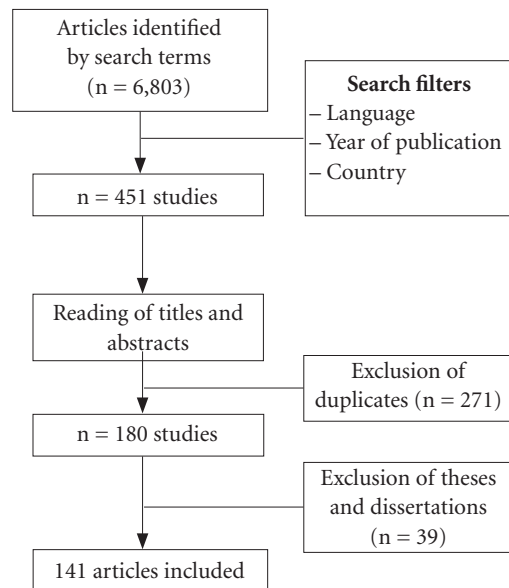 Articles identified
by search terms
(n = 6,803)
Search filters
– Language
– Year of publication
– Country
n = 451 studies
Reading of titles and
abstracts
Exclusion of
duplicates (n = 271)
n = 180 studies
Exclusion of theses
and dissertations
(n = 39)
141 articles included